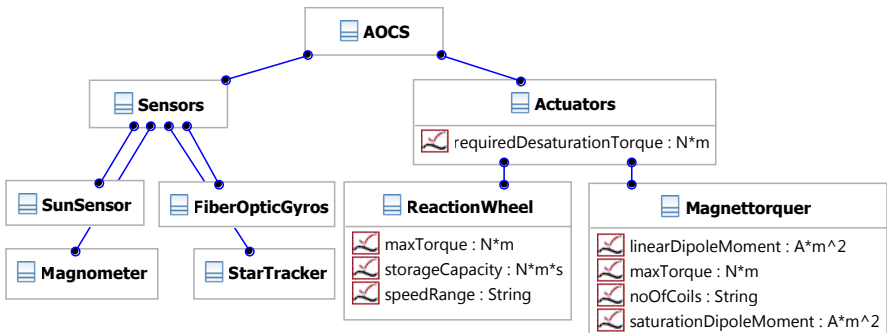 AOCS
Sensors
Actuators
requiredDesaturationTorque : N*m
SunSensor
FiberOpticGyros
Magnometer
StarTracker
ReactionWheel
maxTorque : N*m
storageCapacity : N*m*s
speedRange : String
Magnettorquer
linearDipoleMoment : A*m^2
maxTorque : N*m
noOfCoils : String
saturationDipoleMoment : A*m^2